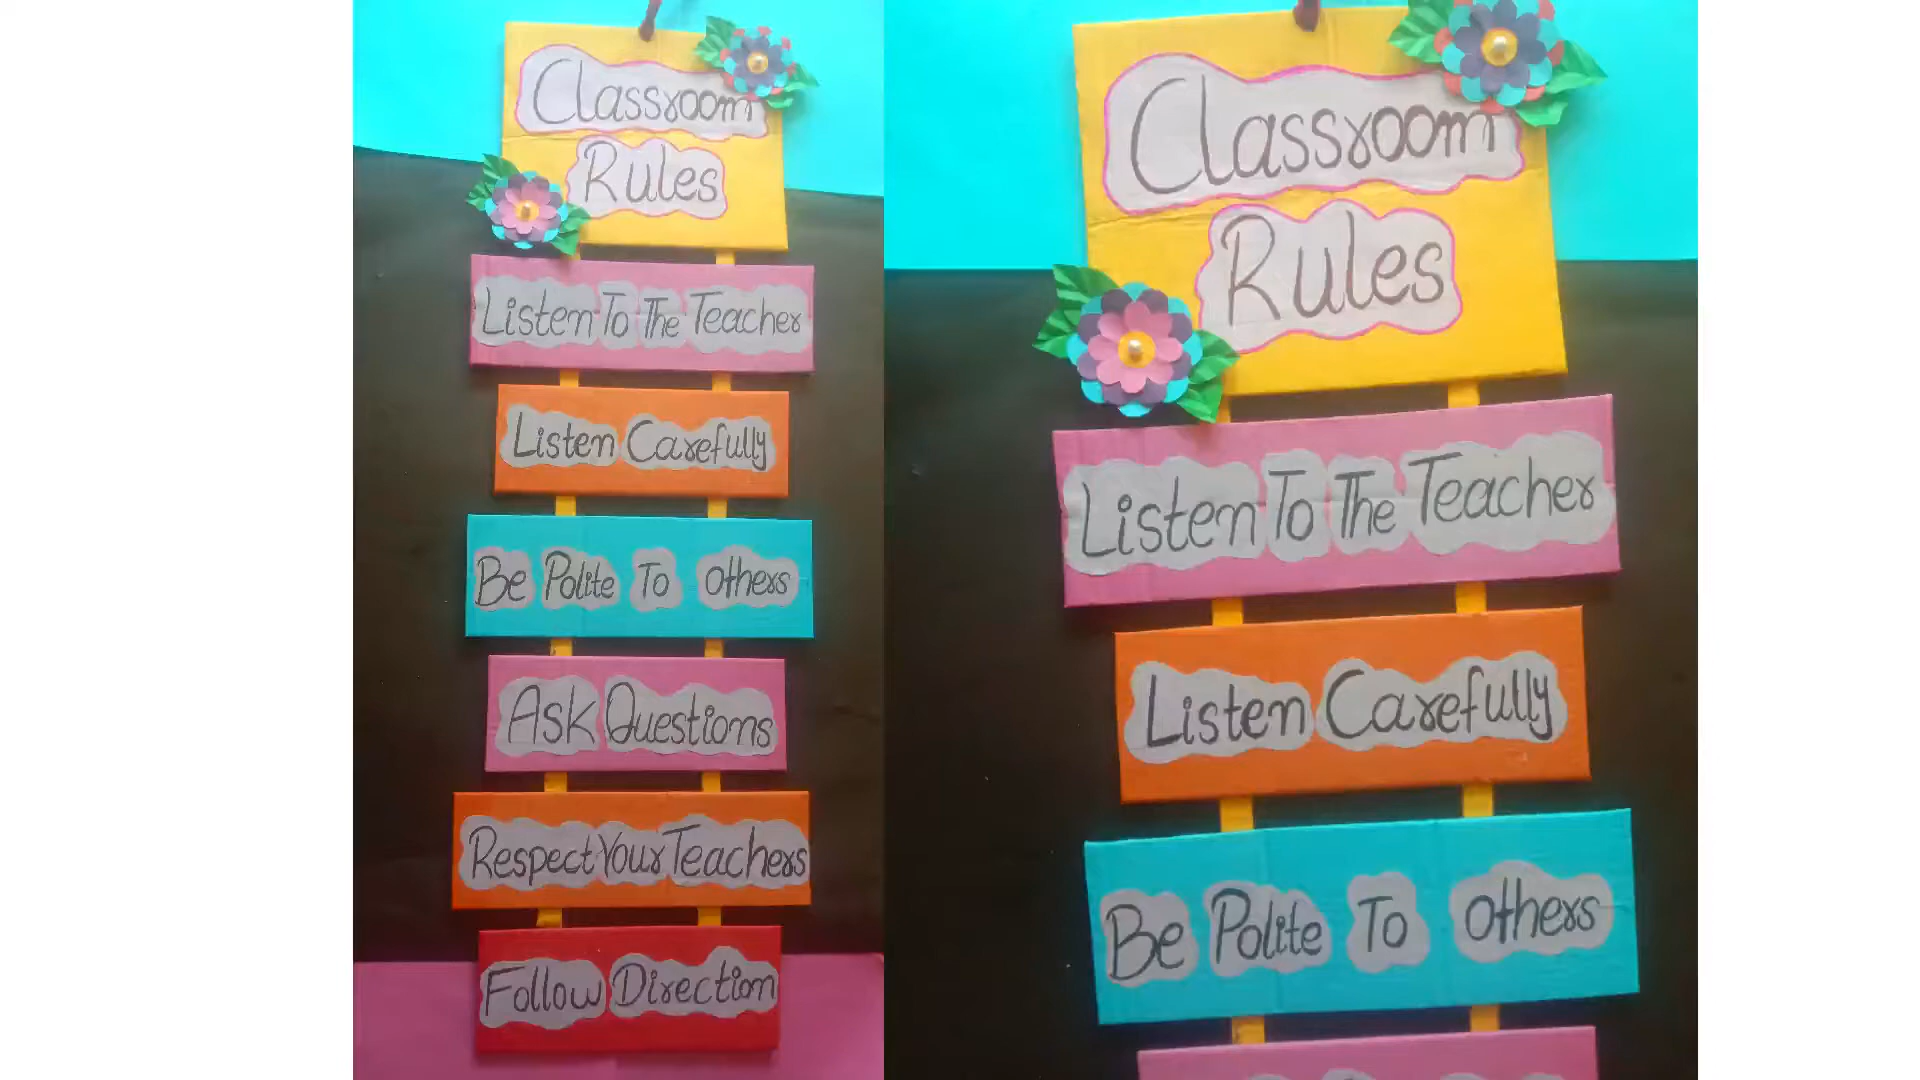 Classroom
Rules
Listen To The Teacher
Listen Carefully
Be Polite To others
Ask Questions
Respect Your Teachers
Follow Direction
Classroom
Rules
Listen To The Teacher
Listen Carefully
Be Polite To others